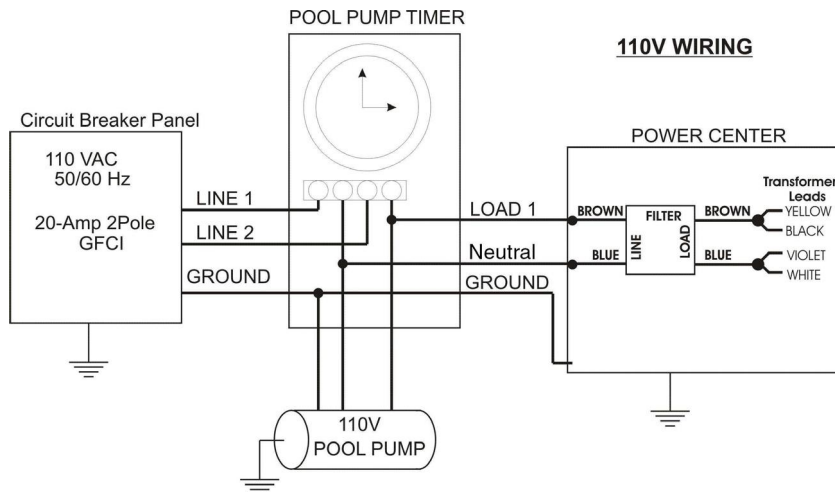 POOL PUMP TIMER
110V WIRING
Circuit Breaker Panel
110 VAC
50/60 Hz
20-Amp 2Pole
GFCI
LINE 1
LINE 2
GROUND
LOAD 1
Neutral
GROUND
POWER CENTER
Transformer
Leads
BROWN
FILTER
BROWN
YELLOW
BLACK
LINE
LOAD
BLUE
BLUE
VIOLET
WHITE
110V
POOL PUMP